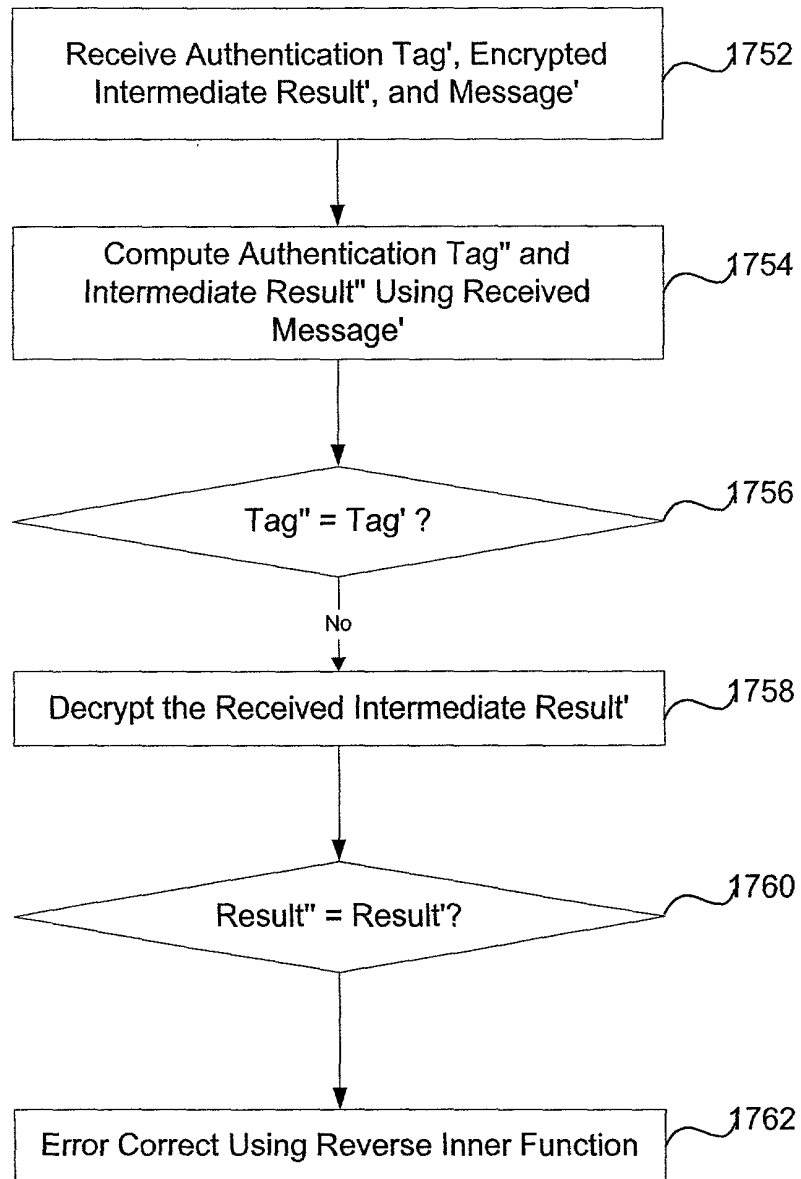 Receive Authentication Tag', Encrypted
Intermediate Result', and Message'
1752
Compute Authentication Tag" and
Intermediate Result" Using Received
Message'
1754
Tag" = Tag' ?
1756
No
Decrypt the Received Intermediate Result'
1758
Result" = Result'?
1760
Error Correct Using Reverse Inner Function
1762